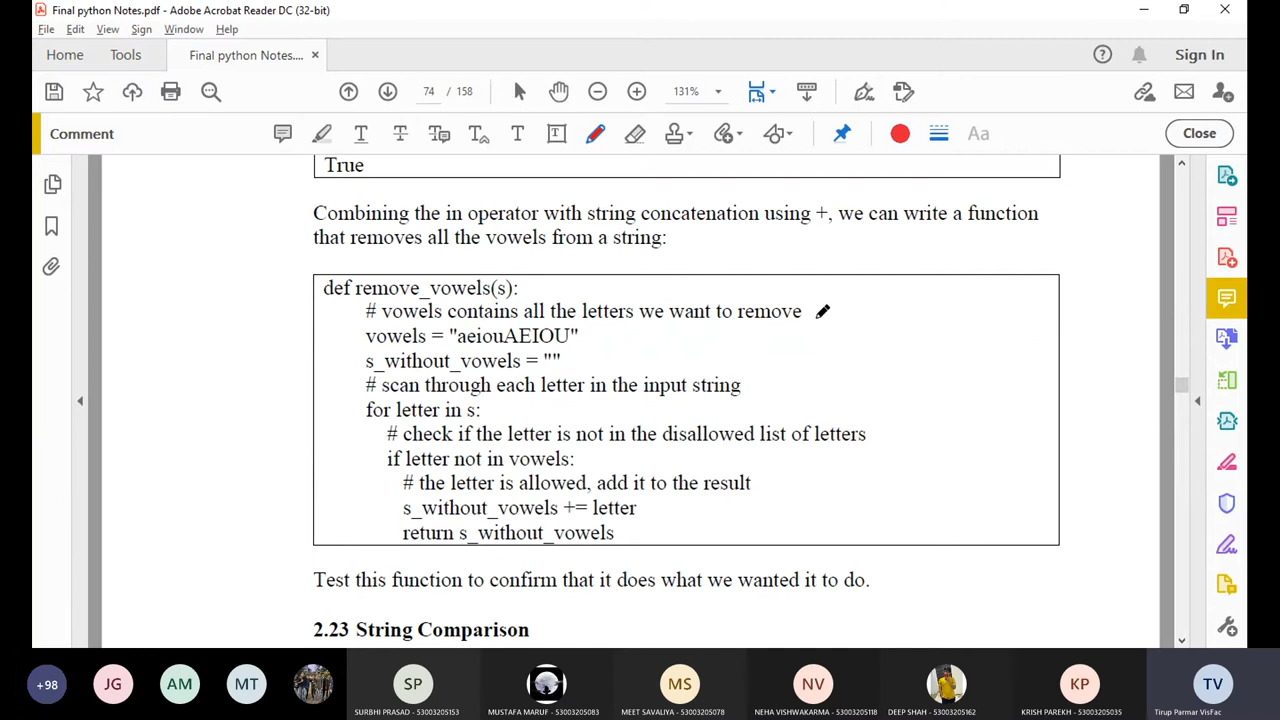 Final python Notes.pdf - Adobe Acrobat Reader DC (32-bit)
File Edit View Sign Window Help
Home Tools Final python Notes.... × Sign In
74 / 158 131%
Comment Aa Close
True
Combining the in operator with string concatenation using +, we can write a function
that removes all the vowels from a string:
def remove_vowels(s):
# vowels contains all the letters we want to remove
vowels = "aeiouAEIOU"
s_without_vowels = ""
# scan through each letter in the input string
for letter in s:
# check if the letter is not in the disallowed list of letters
if letter not in vowels:
# the letter is allowed, add it to the result
s_without_vowels += letter
return s_without_vowels
Test this function to confirm that it does what we wanted it to do.
2.23 String Comparison
+98 JG AM MT SP MS NV KP TV
SURBHI PRASAD - 53003205153 MUSTAFA MARUF - 53003205083 MEET SAVALIYA - 53003205078 NEHA VISHWAKARMA - 53003205118 DEEP SHAH - 53003205162 KRISH PAREKH - 53003205035 Tirup Parmar VisFac